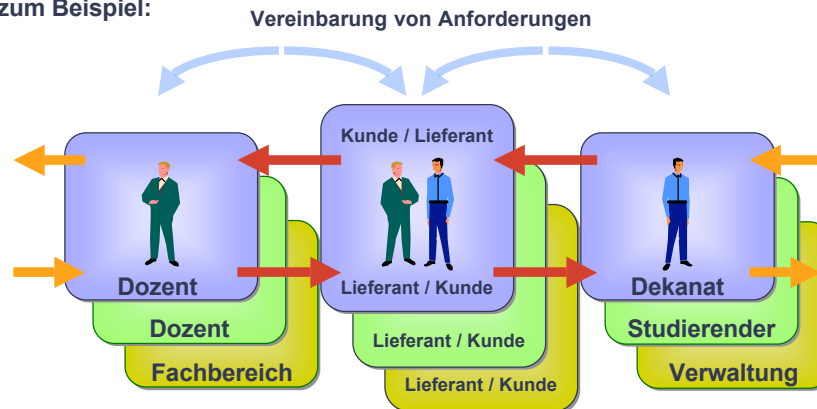 zum Beispiel:
Vereinbarung von Anforderungen
Kunde / Lieferant
Dozent
Lieferant / Kunde
Dekanat
Dozent
Lieferant / Kunde
Studierender
Fachbereich
Lieferant / Kunde
Verwaltung